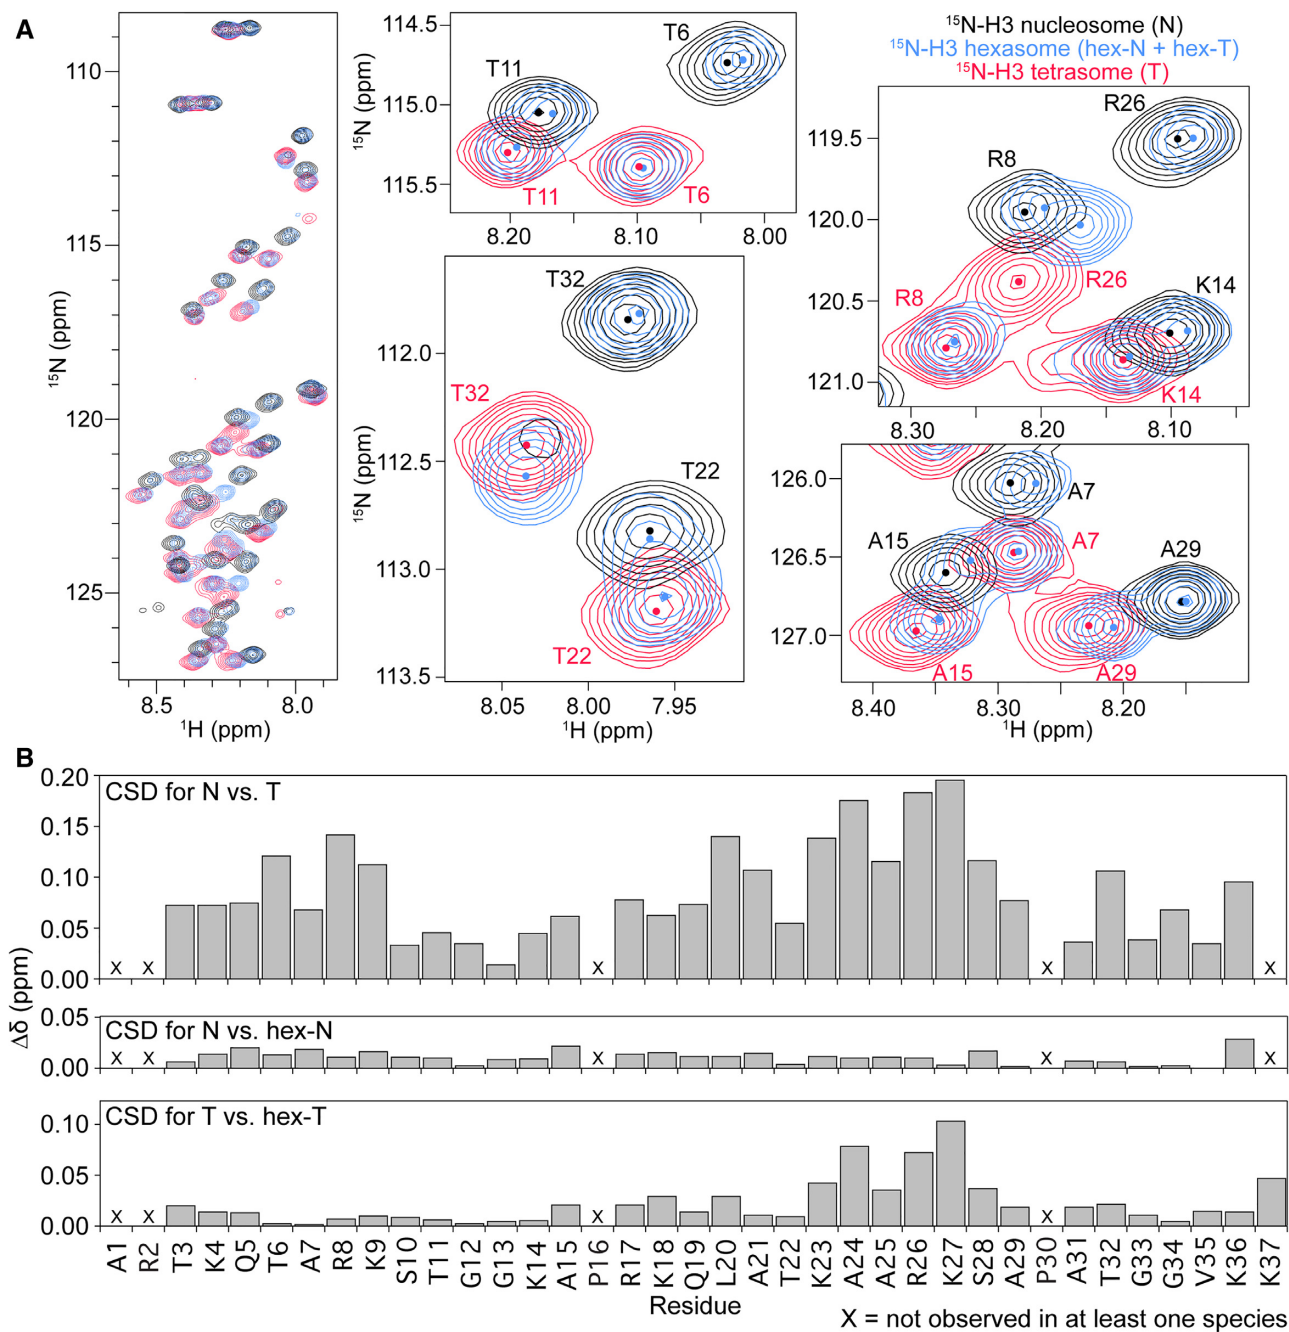 A
110
115
120
125
¹⁵N (ppm)
8.5
8.0
¹H (ppm)
114.5
115.0
115.5
¹⁵N (ppm)
T6
T11
T11
T6
8.20
8.10
8.00
112.0
112.5
113.0
113.5
¹⁵N (ppm)
T32
T32
T22
T22
8.05
8.00
7.95
¹H (ppm)
¹⁵N-H3 nucleosome (N)
¹⁵N-H3 hexasome (hex-N + hex-T)
¹⁵N-H3 tetrasome (T)
119.5
120.0
120.5
121.0
R26
R8
R26
R8
K14
K14
8.30
8.20
8.10
126.0
126.5
127.0
A7
A15
A7
A29
A15
A29
8.40
8.30
8.20
¹H (ppm)
B
Δδ (ppm)
0.20
0.15
0.10
0.05
0.00
CSD for N vs. T
X X X X X
0.05
0.00
CSD for N vs. hex-N
X X X X X
0.10
0.05
0.00
CSD for T vs. hex-T
X X X X
A1 R2 T3 K4 Q5 T6 A7 R8 K9 S10 T11 G12 G13 K14 A15 P16 R17 K18 Q19 L20 A21 T22 K23 A24 A25 R26 K27 S28 A29 P30 A31 T32 G33 G34 V35 K36 K37
Residue
X = not observed in at least one species